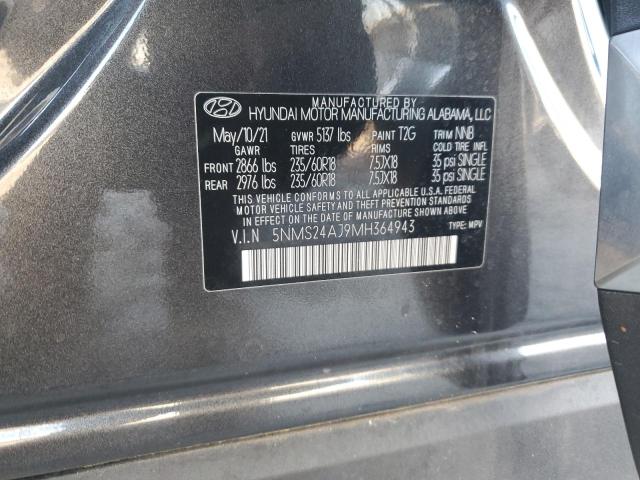 MANUFACTURED BY
HYUNDAI MOTOR MANUFACTURING ALABAMA, LLC
May/10/21 GVWR 5137 lbs PAINT T2G TRIM NNB
GAWR TIRES RIMS COLD TIRE INFL
FRONT 2866 lbs 235/60R18 7.5JX18 35 psi SINGLE
REAR 2976 lbs 235/60R18 7.5JX18 35 psi SINGLE
THIS VEHICLE CONFORMS TO ALL APPLICABLE U.S.A. FEDERAL
MOTOR VEHICLE SAFETY AND THEFT PREVENTION STANDARDS
IN EFFECT ON THE DATE OF MANUFACTURE SHOWN ABOVE.
V.I.N 5NMS24AJ9MH364943 TYPE: MPV